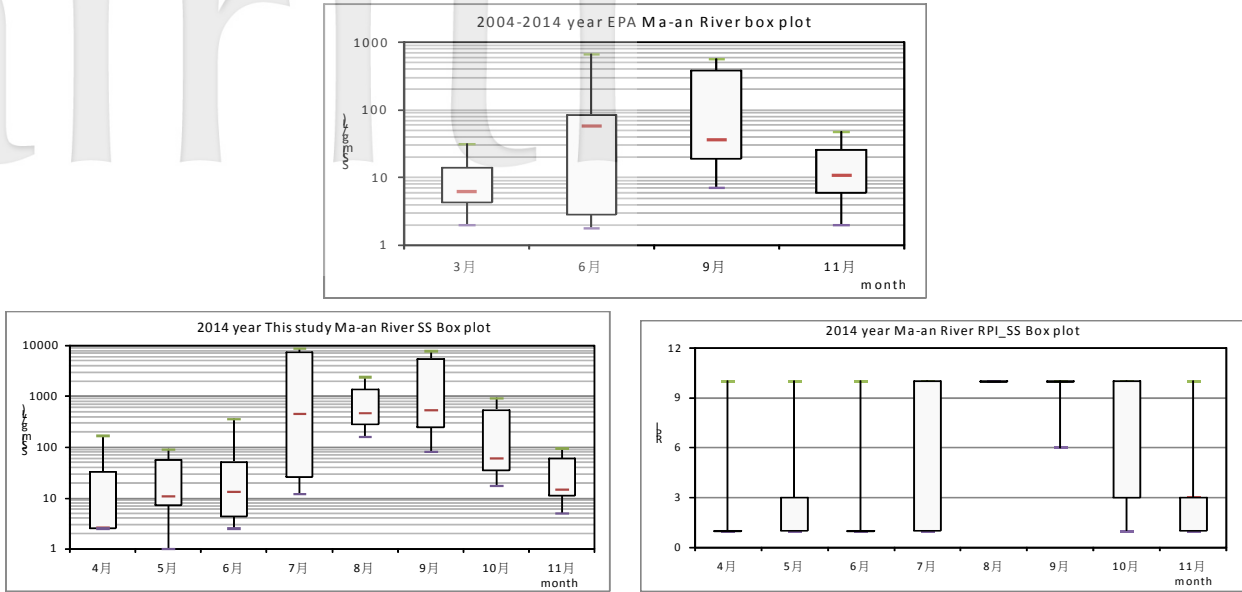 2004-2014 year EPA Ma-an River box plot
1000
100
10
1
SS mg/L)
3月
6月
9月
11月
month
2014 year This study Ma-an River SS Box plot
10000
1000
100
10
1
SS mg/L)
4月
5月
6月
7月
8月
9月
10月
11月
month
2014 year Ma-an River RPI_SS Box plot
12
9
6
3
0
4月
5月
6月
7月
8月
9月
10月
11月
month